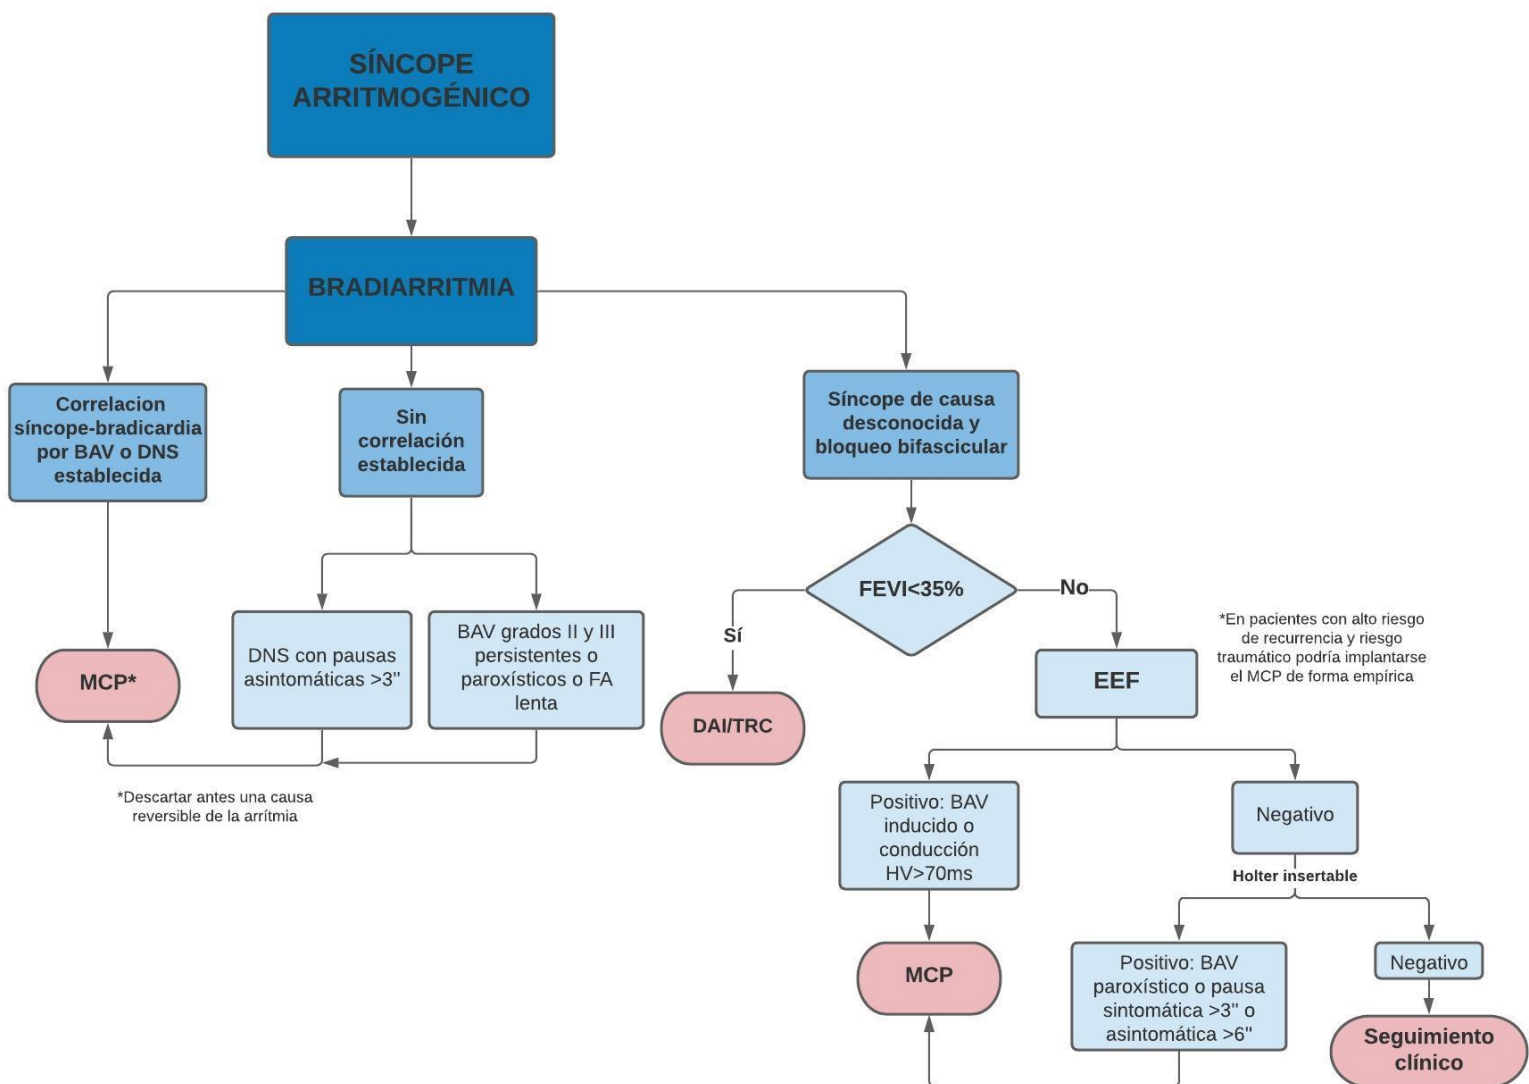 SÍNCOPE
ARRITMOGÉNICO
BRADIARRITMIA
Correlacion
síncope-bradicardia
por BAV o DNS
establecida
Sin
correlación
establecida
Síncope de causa
desconocida y
bloqueo bifascicular
FEVI<35%
Sí
No
DNS con pausas
asintomáticas >3"
BAV grados II y III
persistentes o
paroxísticos o FA
lenta
MCP*
DAI/TRC
EEF
*En pacientes con alto riesgo
de recurrencia y riesgo
traumático podría implantarse
el MCP de forma empírica
*Descartar antes una causa
reversible de la arrítmia
Positivo: BAV
inducido o
conducción
HV>70ms
Negativo
Holter insertable
MCP
Positivo: BAV
paroxístico o pausa
sintomática >3" o
asintomática >6"
Negativo
Seguimiento
clínico